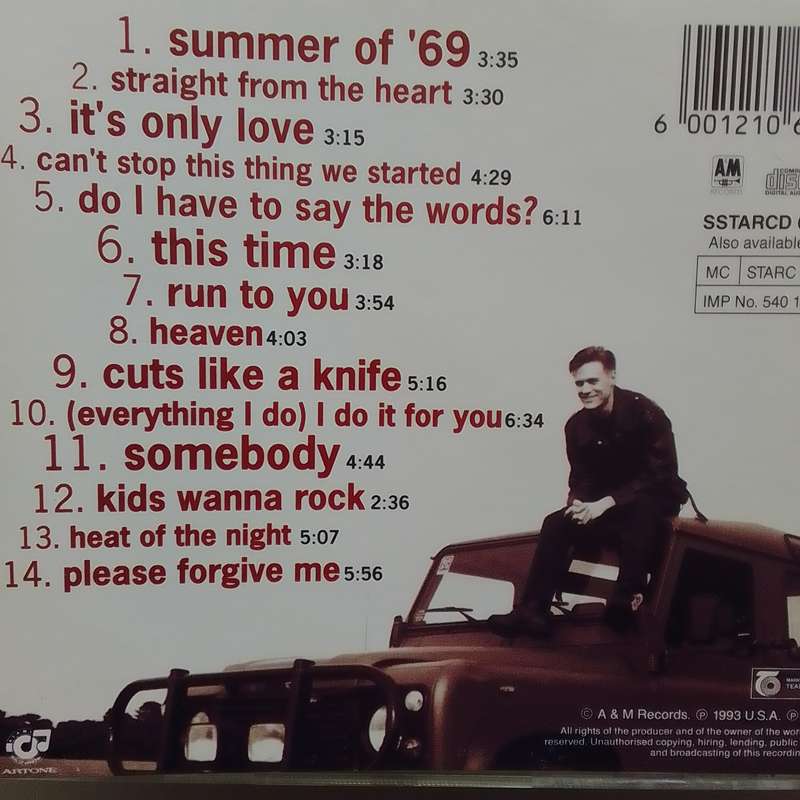 1. summer of '69 3:35
2. straight from the heart 3:30
3. it's only love 3:15
4. can't stop this thing we started 4:29
5. do I have to say the words? 6:11
6. this time 3:18
7. run to you 3:54
8. heaven 4:03
9. cuts like a knife 5:16
10. (everything I do) I do it for you 6:34
11. somebody 4:44
12. kids wanna rock 2:36
13. heat of the night 5:07
14. please forgive me 5:56
6 001210
A&M
RECORDS
DIGITAL AUDIO
SSTARCD
Also available
MC STARC
IMP No. 540 1
ARTONE
© A & M Records. ℗ 1993 U.S.A. ℗
All rights of the producer and of the owner of the
reserved. Unauthorised copying, hiring, lending, public
and broadcasting of this